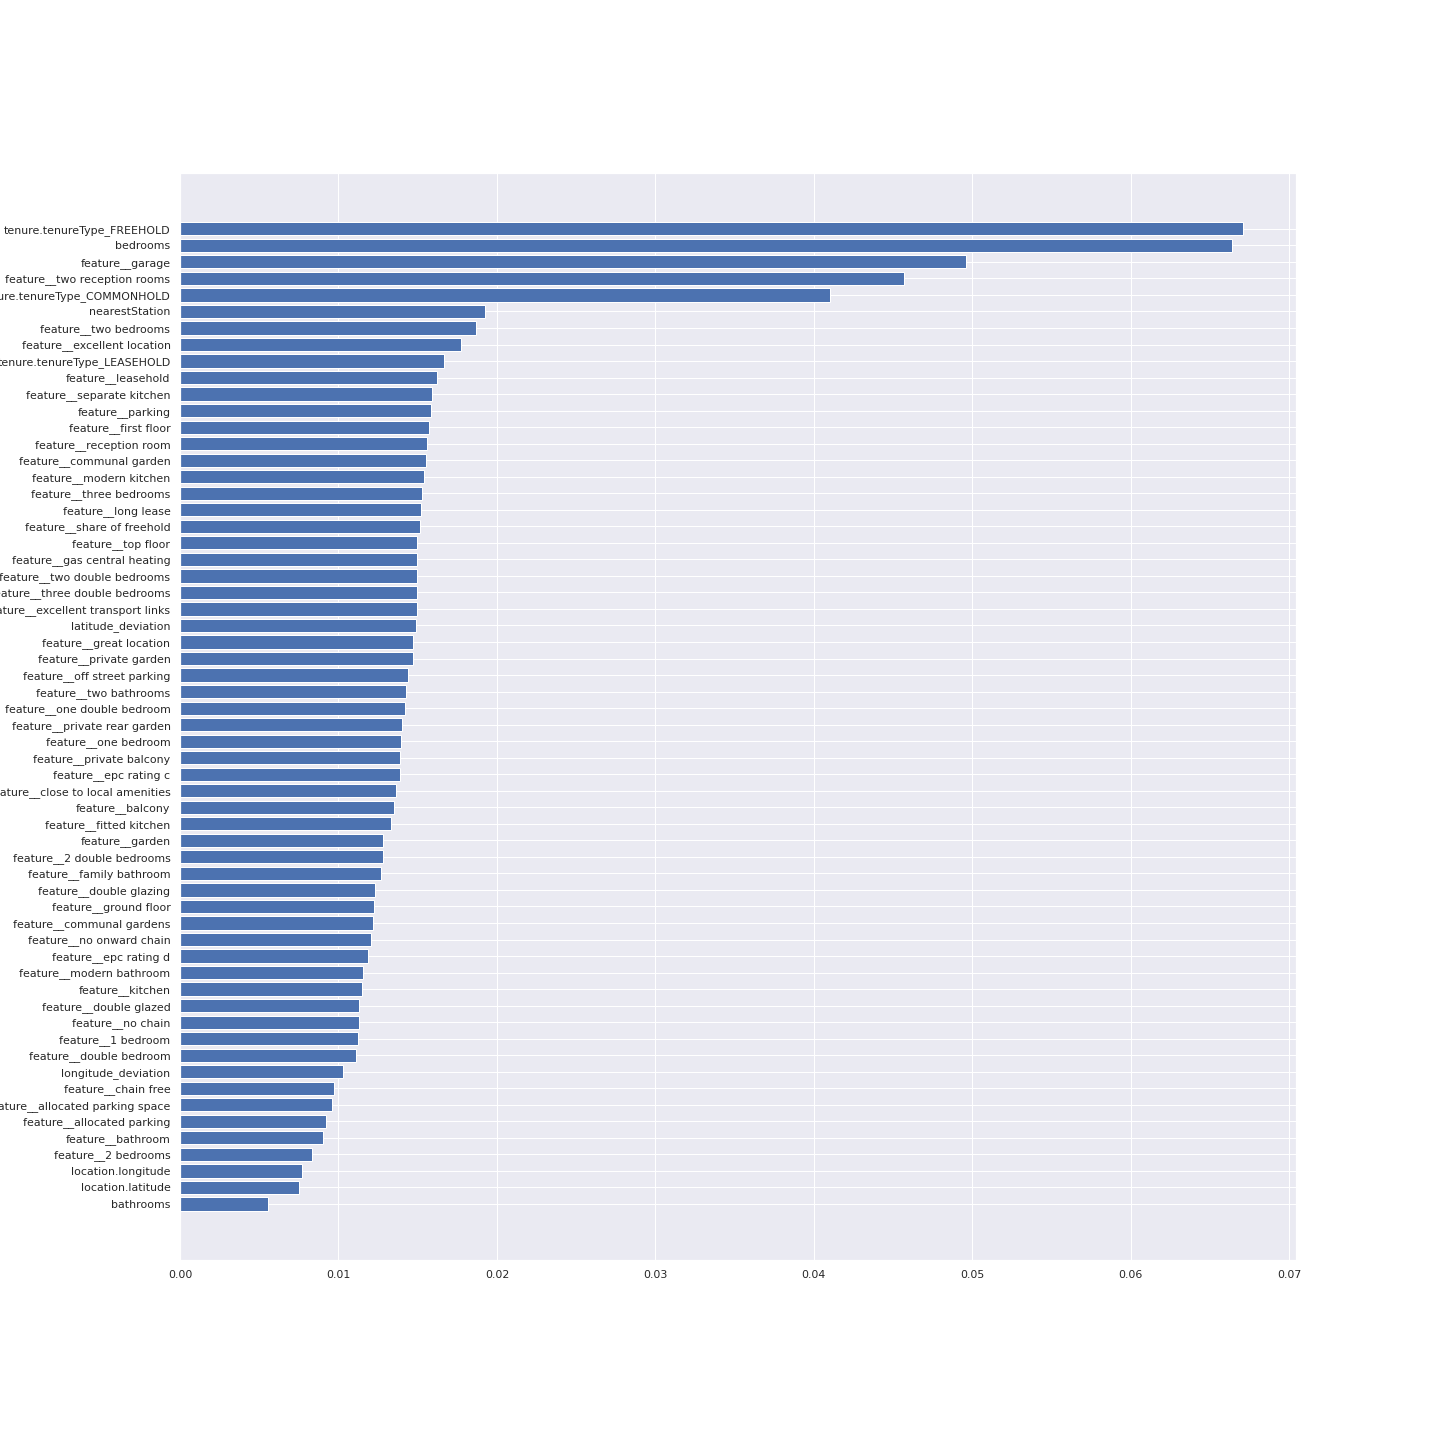 tenure.tenureType_FREEHOLD
bedrooms
feature__garage
feature__two reception rooms
ure.tenureType_COMMONHOLD
nearestStation
feature__two bedrooms
feature__excellent location
tenure.tenureType_LEASEHOLD
feature__leasehold
feature__separate kitchen
feature__parking
feature__first floor
feature__reception room
feature__communal garden
feature__modern kitchen
feature__three bedrooms
feature__long lease
feature__share of freehold
feature__top floor
feature__gas central heating
feature__two double bedrooms
eature__three double bedrooms
ature__excellent transport links
latitude_deviation
feature__great location
feature__private garden
feature__off street parking
feature__two bathrooms
feature__one double bedroom
feature__private rear garden
feature__one bedroom
feature__private balcony
feature__epc rating c
ature__close to local amenities
feature__balcony
feature__fitted kitchen
feature__garden
feature__2 double bedrooms
feature__family bathroom
feature__double glazing
feature__ground floor
feature__communal gardens
feature__no onward chain
feature__epc rating d
feature__modern bathroom
feature__kitchen
feature__double glazed
feature__no chain
feature__1 bedroom
feature__double bedroom
longitude_deviation
feature__chain free
ature__allocated parking space
feature__allocated parking
feature__bathroom
feature__2 bedrooms
location.longitude
location.latitude
bathrooms
0.00 0.01 0.02 0.03 0.04 0.05 0.06 0.07